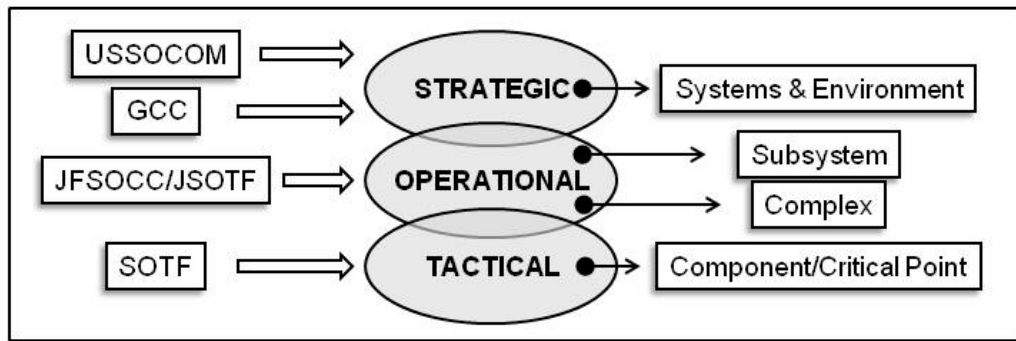 USSOCOM
STRATEGIC
Systems & Environment
GCC
Subsystem
JFSOCC/JSOTF
OPERATIONAL
Complex
SOTF
TACTICAL
Component/Critical Point